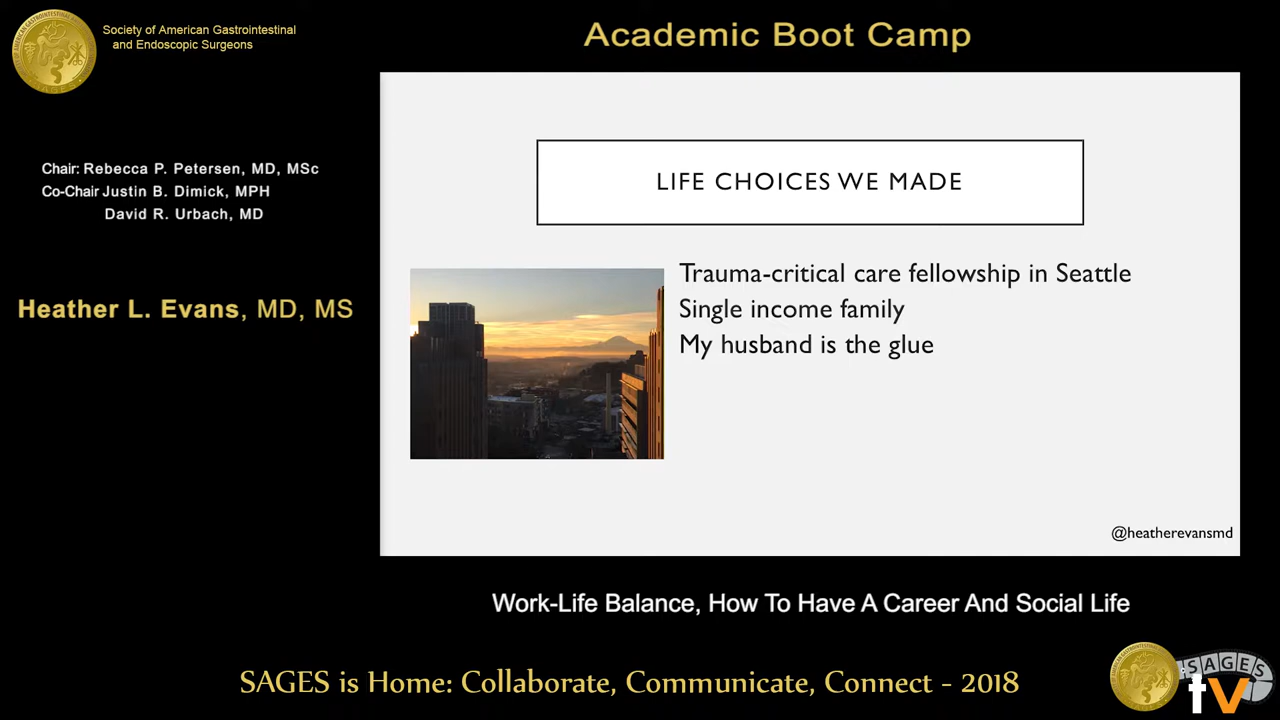 Society of American Gastrointestinal
and Endoscopic Surgeons
Academic Boot Camp
Chair: Rebecca P. Petersen, MD, MSc
Co-Chair Justin B. Dimick, MPH
David R. Urbach, MD
Heather L. Evans, MD, MS
LIFE CHOICES WE MADE
Trauma-critical care fellowship in Seattle
Single income family
My husband is the glue
@heatherevansmd
Work-Life Balance, How To Have A Career And Social Life
SAGES is Home: Collaborate, Communicate, Connect - 2018
SAGES
tv